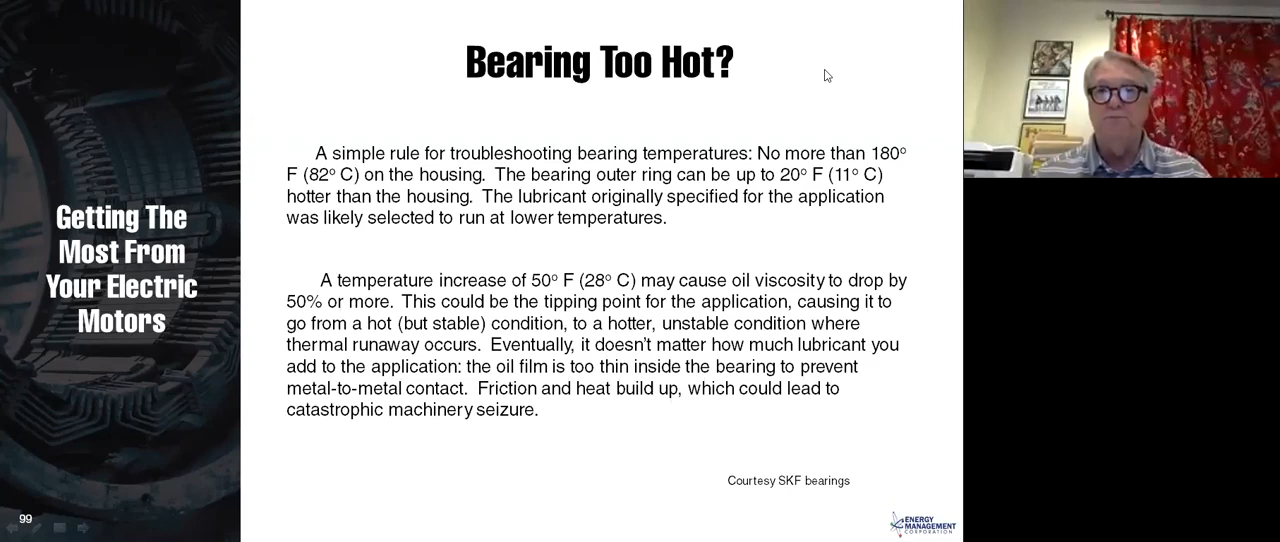 Bearing Too Hot?
Getting The
Most From
Your Electric
Motors
A simple rule for troubleshooting bearing temperatures: No more than 180º
F (82º C) on the housing. The bearing outer ring can be up to 20º F (11º C)
hotter than the housing. The lubricant originally specified for the application
was likely selected to run at lower temperatures.
A temperature increase of 50º F (28º C) may cause oil viscosity to drop by
50% or more. This could be the tipping point for the application, causing it to
go from a hot (but stable) condition, to a hotter, unstable condition where
thermal runaway occurs. Eventually, it doesn’t matter how much lubricant you
add to the application: the oil film is too thin inside the bearing to prevent
metal-to-metal contact. Friction and heat build up, which could lead to
catastrophic machinery seizure.
Courtesy SKF bearings
99
ENERGY
MANAGEMENT
CORPORATION